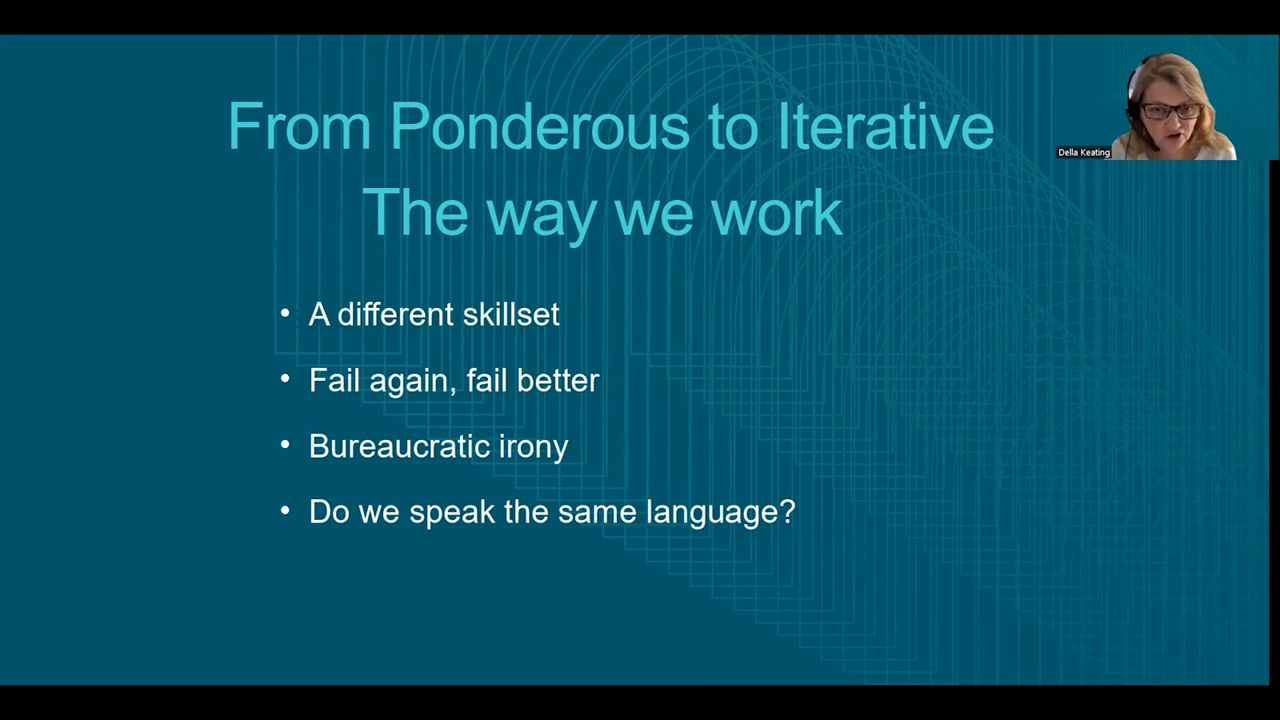 From Ponderous to Iterative
The way we work
Della Keating
• A different skillset
• Fail again, fail better
• Bureaucratic irony
• Do we speak the same language?